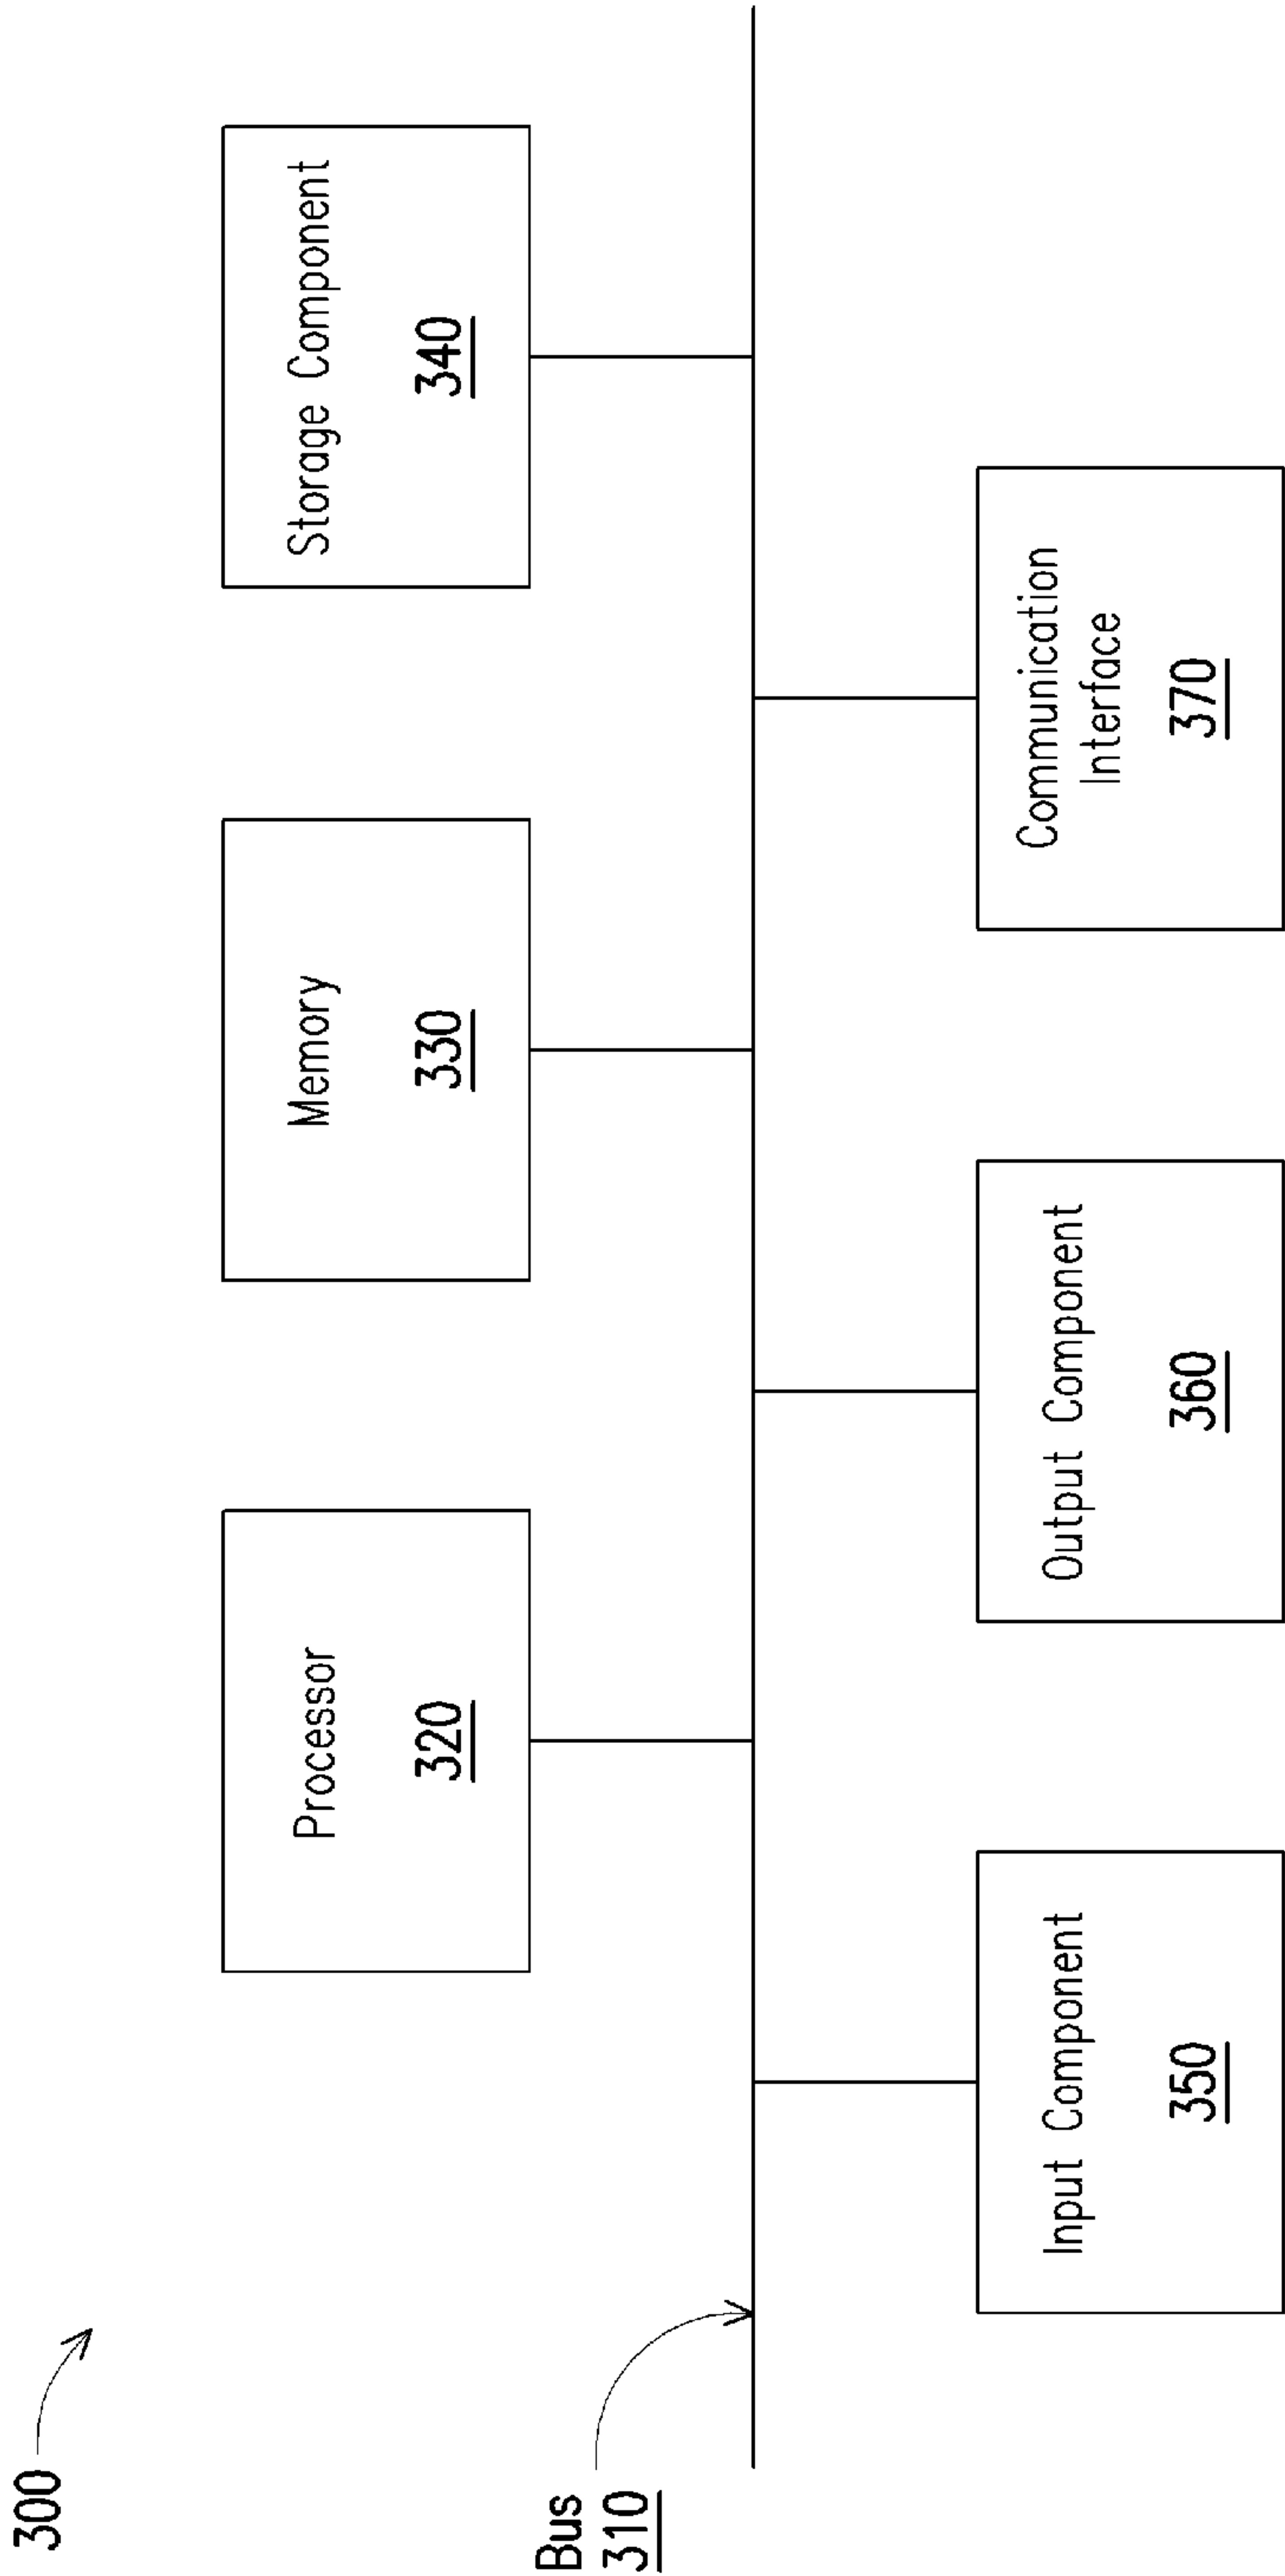 300
Processor
320
Memory
330
Storage Component
340
Bus
310
Input Component
350
Output Component
360
Communication
Interface
370